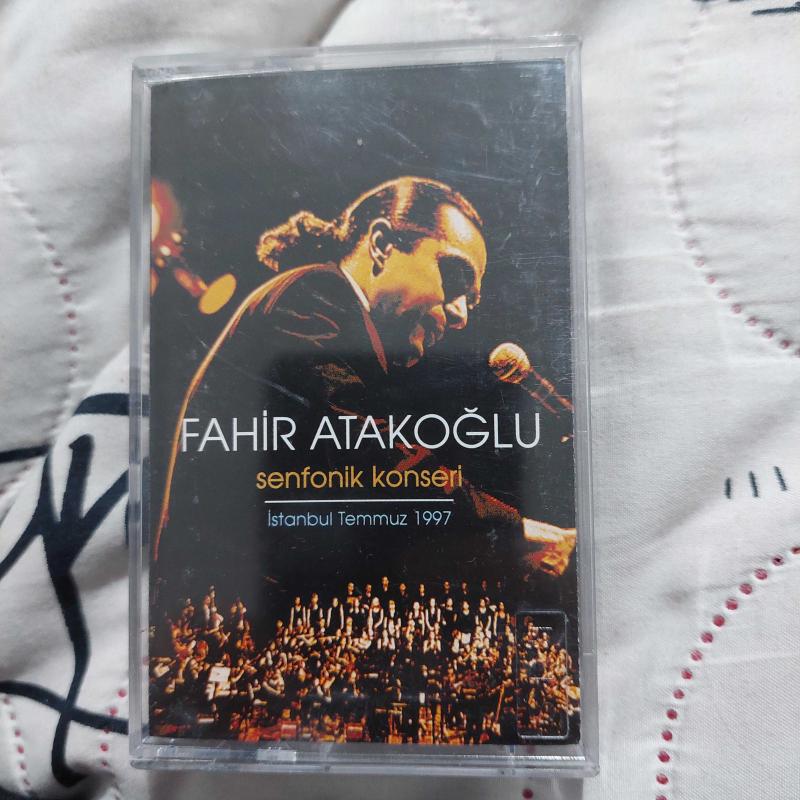 FAHİR ATAKOĞLU
senfonik konseri
İstanbul Temmuz 1997